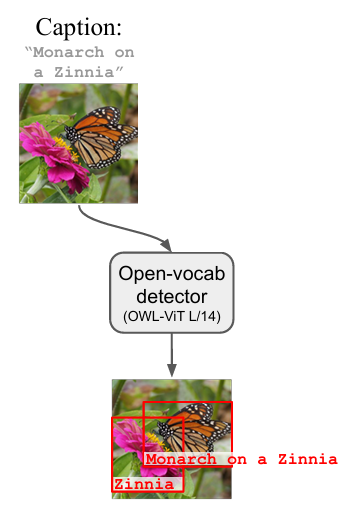 Caption:
“Monarch on
a Zinnia”
Open-vocab
detector
(OWL-ViT L/14)
Monarch on a Zinnia
Zinnia